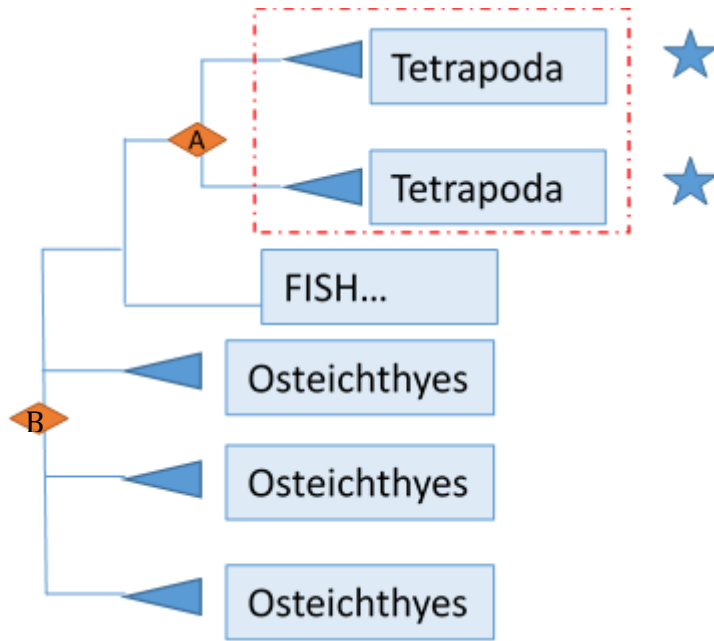 Tetrapoda
A
Tetrapoda
FISH...
Osteichthyes
B
Osteichthyes
Osteichthyes